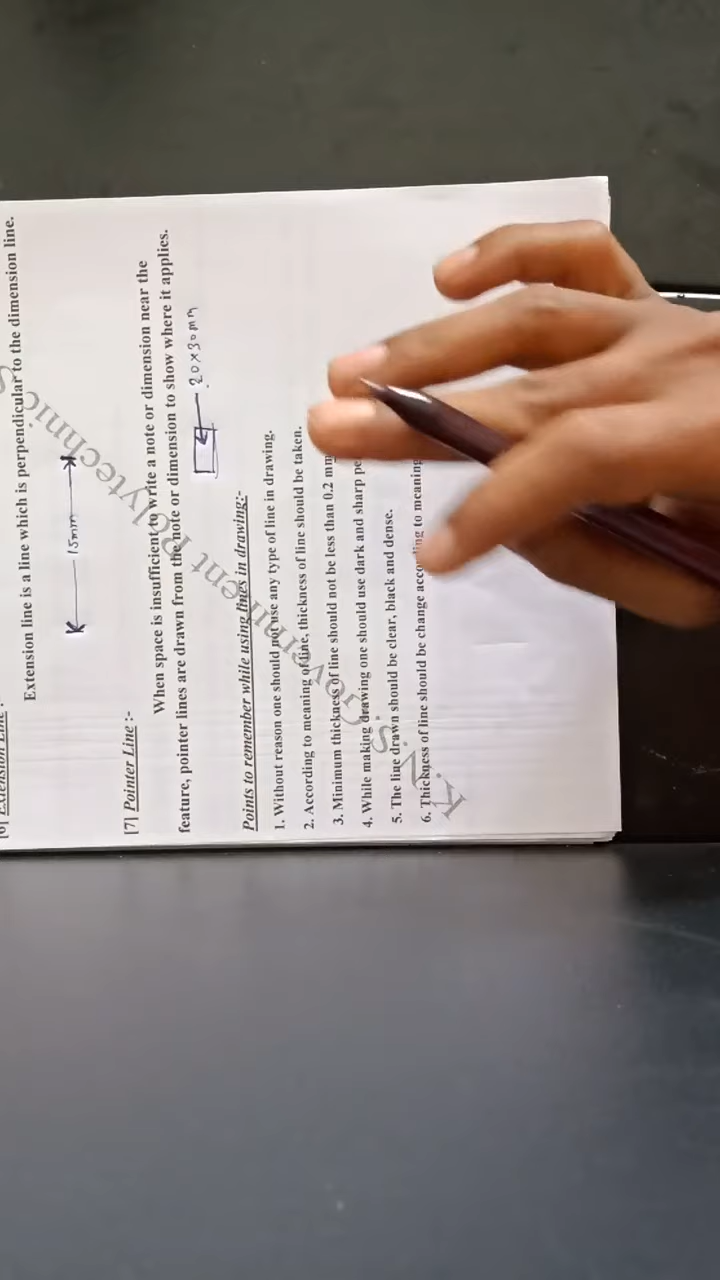 [6] Extension Line :-
Extension line is a line which is perpendicular to the dimension line.
15mm
[7] Pointer Line :-
When space is insufficient to write a note or dimension near the
feature, pointer lines are drawn from the note or dimension to show where it applies.
20x30mm
Points to remember while using lines in drawing:-
1. Without reason one should not use any type of line in drawing.
2. According to meaning of line, thickness of line should be taken.
3. Minimum thickness of line should not be less than 0.2 mm
4. While making drawing one should use dark and sharp
5. The line drawn should be clear, black and dense.
6. Thickness of line should be change according to meaning
K.N.S. Government Polytechnic